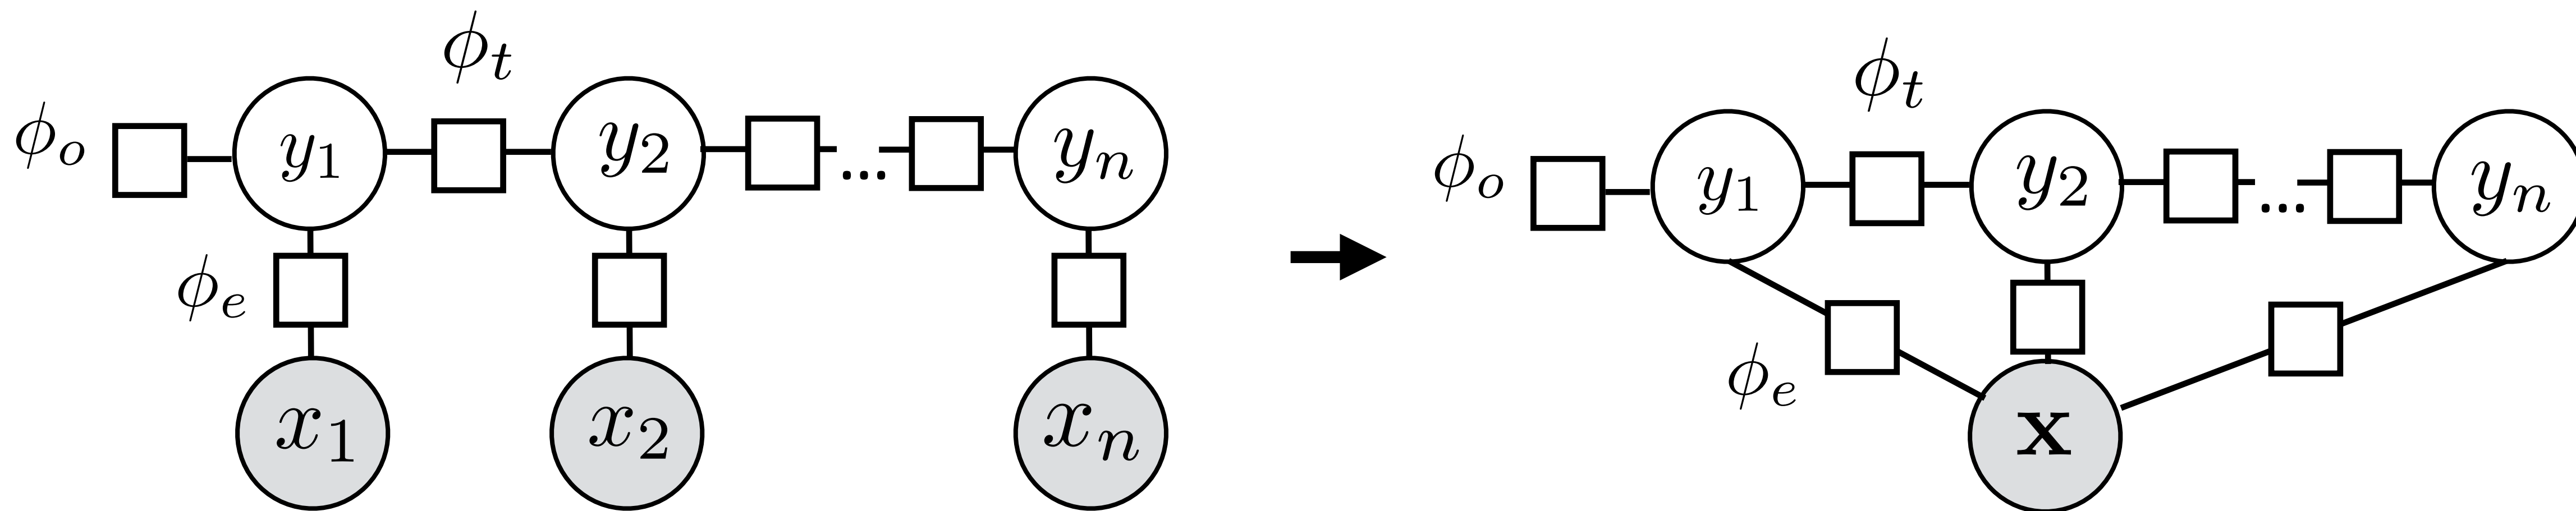 ϕₒ y₁ ϕₜ y₂ ... yₙ
ϕₑ
x₁ x₂ xₙ
ϕₒ y₁ ϕₜ y₂ ... yₙ
ϕₑ
𝐱